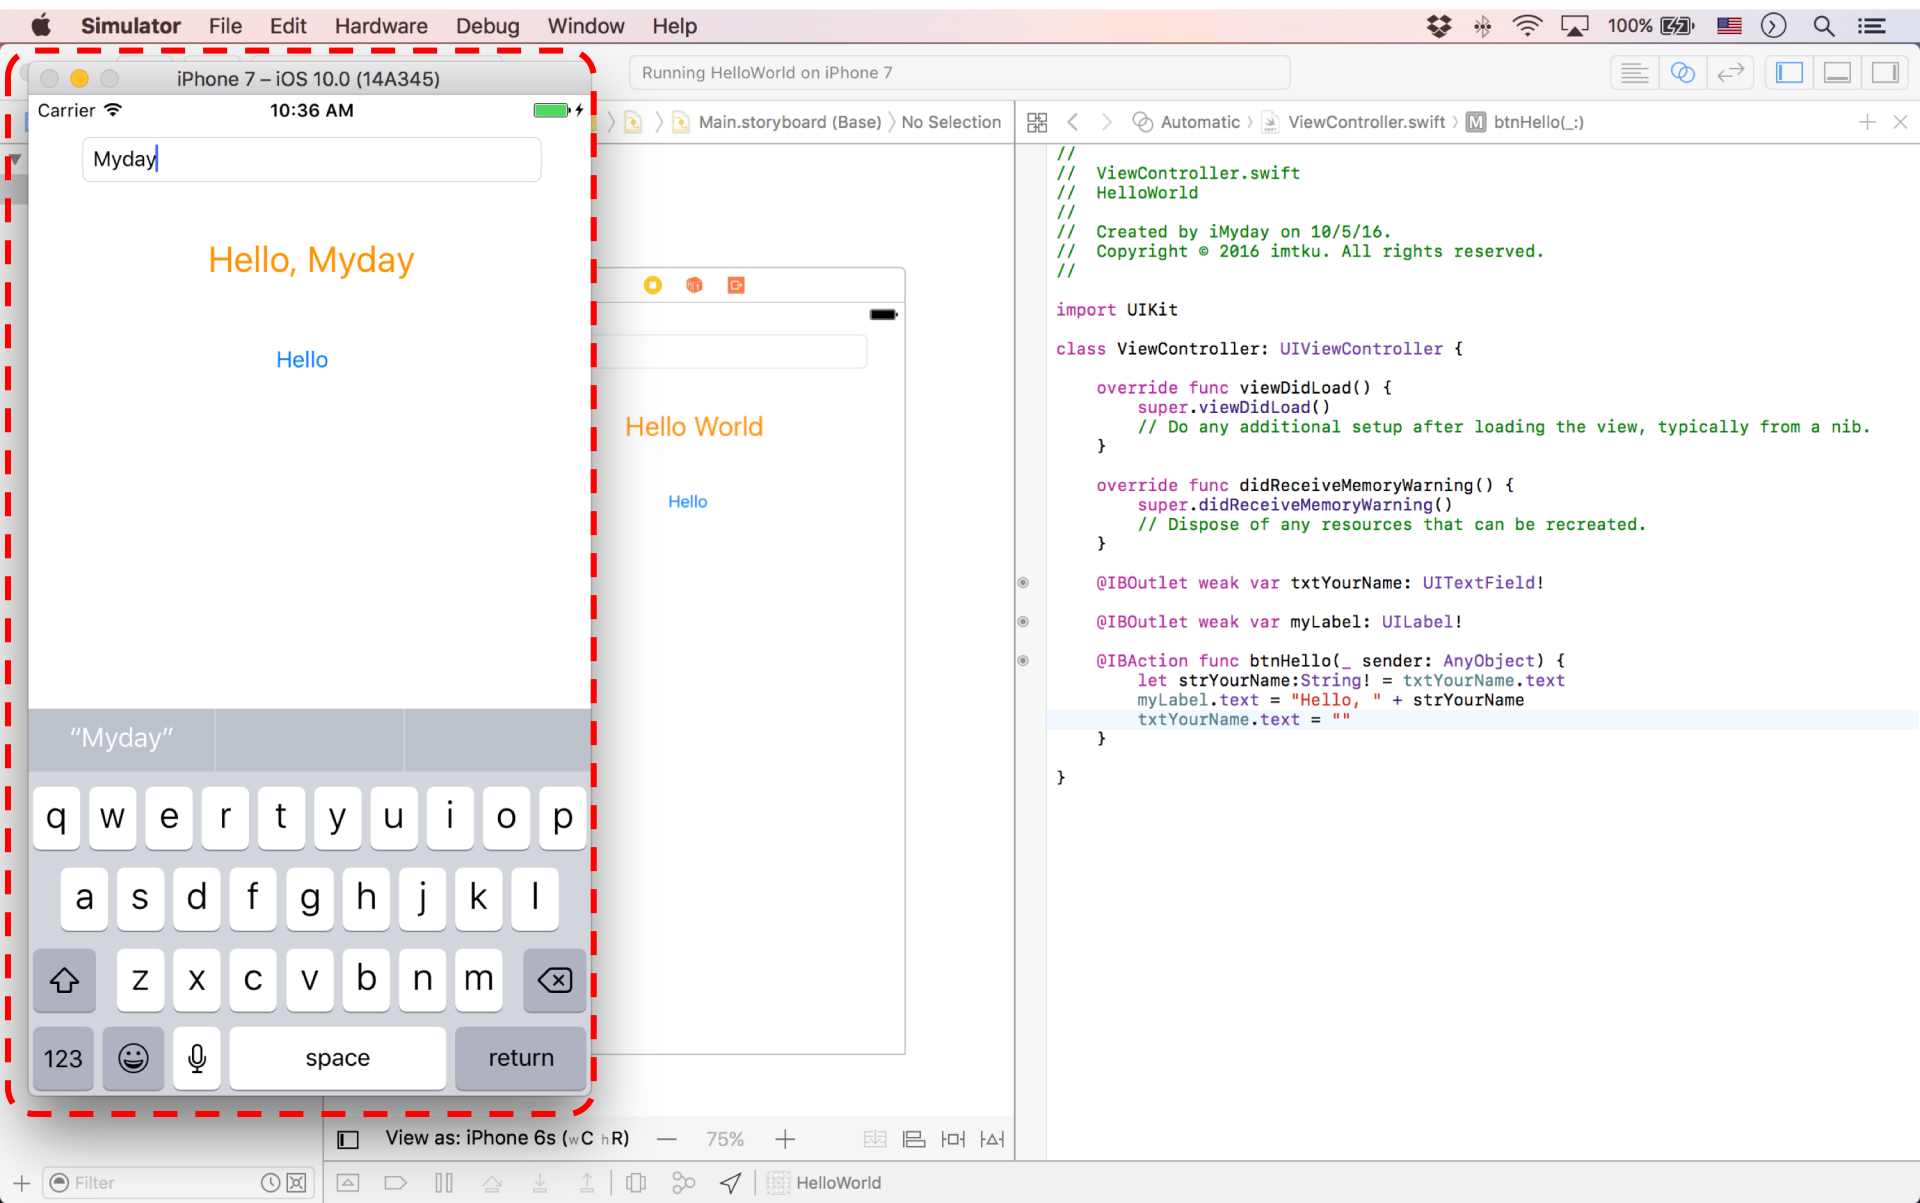 Simulator File Edit Hardware Debug Window Help 100%
iPhone 7 – iOS 10.0 (14A345)
Carrier 10:36 AM
Myday
Hello, Myday
Hello
“Myday”
q w e r t y u i o p
a s d f g h j k l
z x c v b n m
123 space return
Running HelloWorld on iPhone 7
Main.storyboard (Base) No Selection
Hello World
Hello
View as: iPhone 6s (wC hR) — 75% +
Filter
HelloWorld
Automatic ViewController.swift M btnHello(_:)
//
// ViewController.swift
// HelloWorld
//
// Created by iMyday on 10/5/16.
// Copyright © 2016 imtku. All rights reserved.
//
import UIKit
class ViewController: UIViewController {
override func viewDidLoad() {
super.viewDidLoad()
// Do any additional setup after loading the view, typically from a nib.
}
override func didReceiveMemoryWarning() {
super.didReceiveMemoryWarning()
// Dispose of any resources that can be recreated.
}
@IBOutlet weak var txtYourName: UITextField!
@IBOutlet weak var myLabel: UILabel!
@IBAction func btnHello(_ sender: AnyObject) {
let strYourName:String! = txtYourName.text
myLabel.text = "Hello, " + strYourName
txtYourName.text = ""
}
}